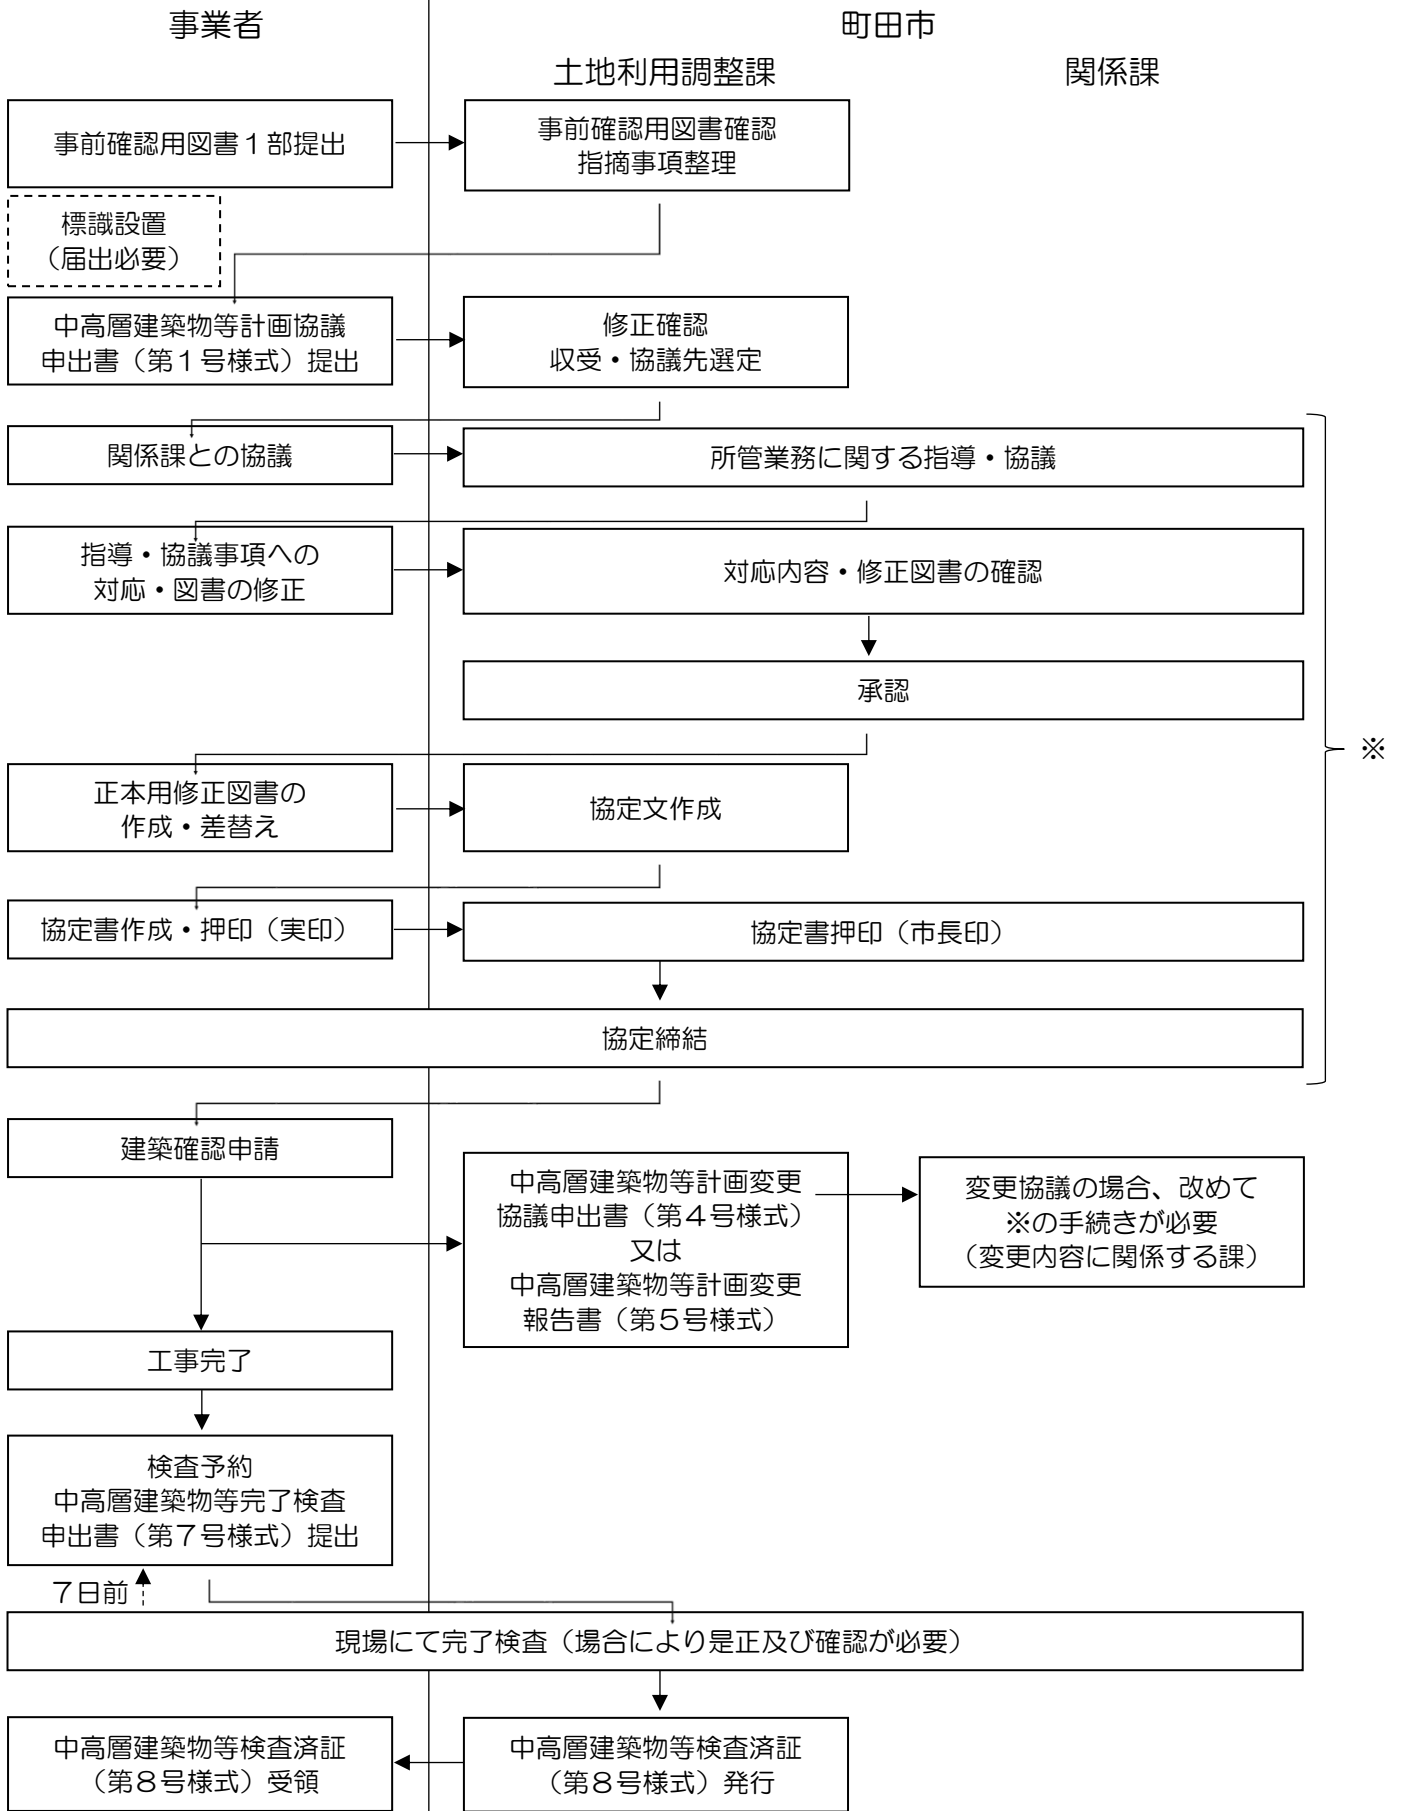 事業者
町田市
土地利用調整課
関係課
事前確認用図書１部提出
事前確認用図書確認
指摘事項整理
標識設置
（届出必要）
中高層建築物等計画協議
申出書（第１号様式）提出
修正確認
収受・協議先選定
関係課との協議
所管業務に関する指導・協議
指導・協議事項への
対応・図書の修正
対応内容・修正図書の確認
承認
※
正本用修正図書の
作成・差替え
協定文作成
協定書作成・押印（実印）
協定書押印（市長印）
協定締結
建築確認申請
中高層建築物等計画変更
協議申出書（第４号様式）
又は
中高層建築物等計画変更
報告書（第５号様式）
変更協議の場合、改めて
※の手続きが必要
（変更内容に関係する課）
工事完了
検査予約
中高層建築物等完了検査
申出書（第７号様式）提出
７日前
現場にて完了検査（場合により是正及び確認が必要）
中高層建築物等検査済証
（第８号様式）受領
中高層建築物等検査済証
（第８号様式）発行